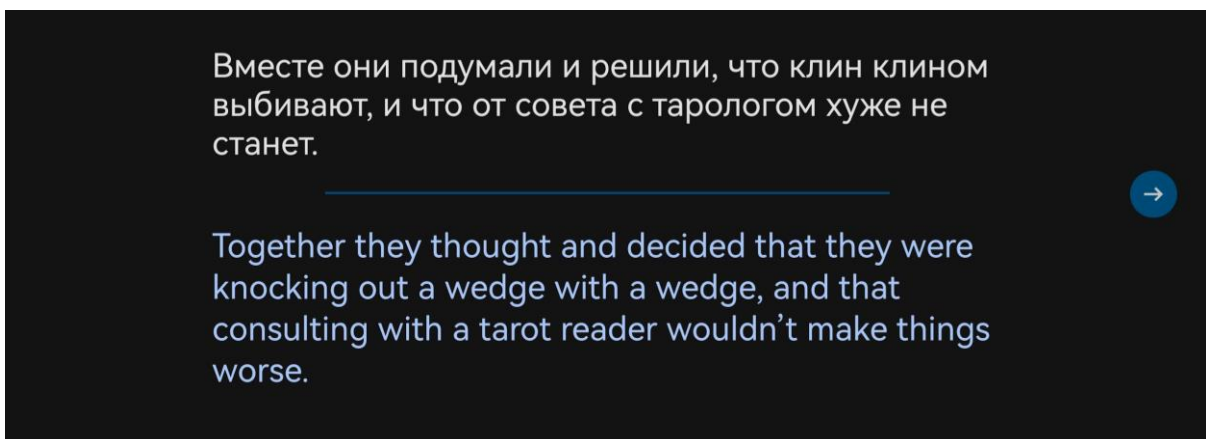 Вместе они подумали и решили, что клин клином
выбивают, и что от совета с тарологом хуже не
станет.
Together they thought and decided that they were
knocking out a wedge with a wedge, and that
consulting with a tarot reader wouldn’t make things
worse.